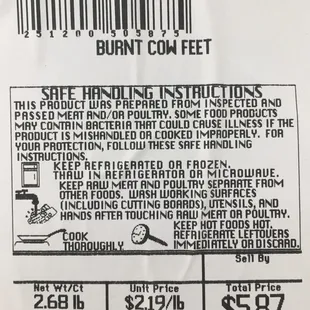 251200 505875
BURNT COW FEET
SAFE HANDLING INSTRUCTIONS
THIS PRODUCT WAS PREPARED FROM INSPECTED AND
PASSED MEAT AND/OR POULTRY. SOME FOOD PRODUCTS
MAY CONTAIN BACTERIA THAT COULD CAUSE ILLNESS IF THE
PRODUCT IS MISHANDLED OR COOKED IMPROPERLY. FOR
YOUR PROTECTION, FOLLOW THESE SAFE HANDLING
INSTRUCTIONS.
KEEP REFRIGERATED OR FROZEN.
THAW IN REFRIGERATOR OR MICROWAVE.
KEEP RAW MEAT AND POULTRY SEPARATE FROM
OTHER FOODS. WASH WORKING SURFACES
(INCLUDING CUTTING BOARDS), UTENSILS, AND
HANDS AFTER TOUCHING RAW MEAT OR POULTRY.
COOK
THOROUGHLY
KEEP HOT FOODS HOT.
REFRIGERATE LEFTOVERS
IMMEDIATELY OR DISCARD.
Sell By
Net Wt/Ct
2.68 lb
Unit Price
$2.19/lb
Total Price
$5.87